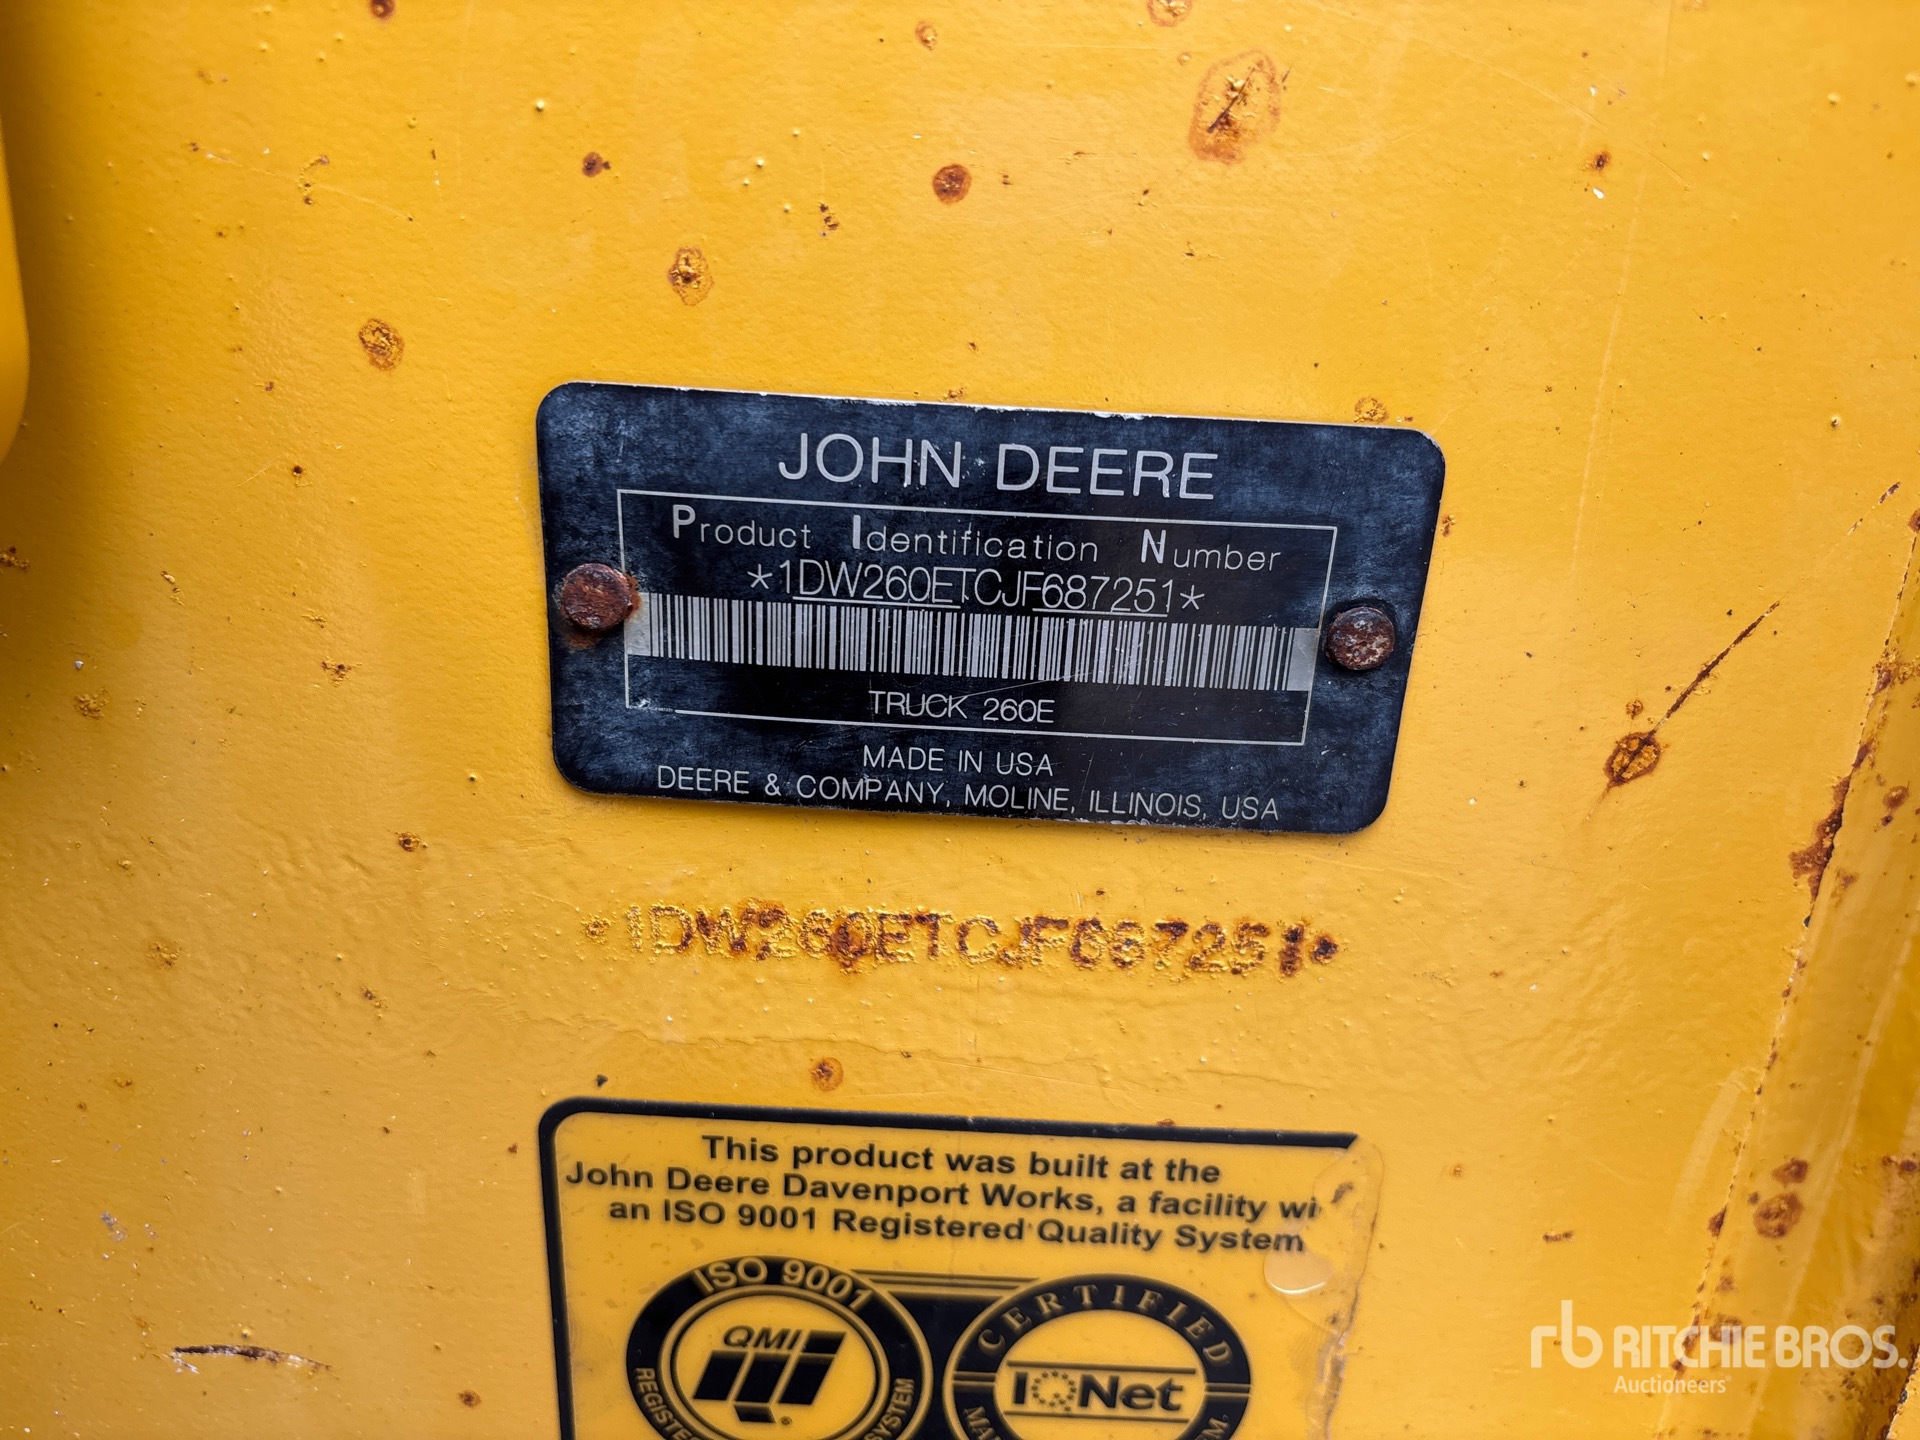 JOHN DEERE
Product Identification Number
*1DW260ETCJF687251*
TRUCK 260E
MADE IN USA
DEERE & COMPANY, MOLINE, ILLINOIS, USA
*1DW260ETCJF687251*
This product was built at the
John Deere Davenport Works, a facility wi
an ISO 9001 Registered Quality System
ISO 9001
QMI
SYSTEM
CERTIFIED
IQNet
rb RITCHIE BROS.
Auctioneers